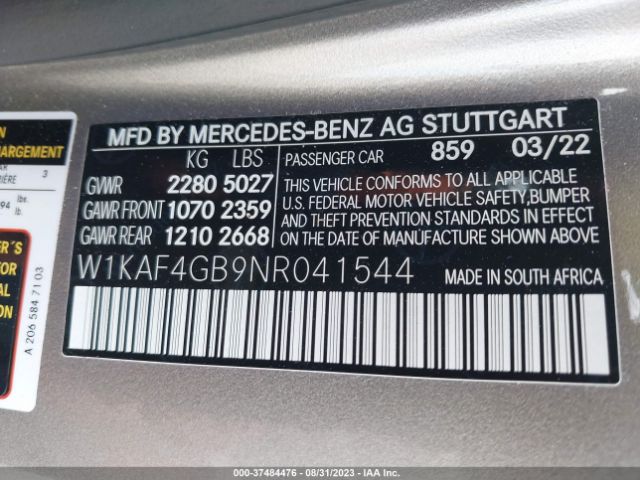 MFD BY MERCEDES-BENZ AG STUTTGART
KG LBS
PASSENGER CAR 859 03/22
GVWR 2280 5027
GAWR FRONT 1070 2359
GAWR REAR 1210 2668
THIS VEHICLE CONFORMS TO ALL APPLICABLE
U.S. FEDERAL MOTOR VEHICLE SAFETY,BUMPER
AND THEFT PREVENTION STANDARDS IN EFFECT
ON THE DATE OF MANUFACTURE SHOWN ABOVE.
W1KAF4GB9NR041544 MADE IN SOUTH AFRICA
3
lbs.
A 206 584 71 03
000-37484476 - 08/31/2023 - IAA Inc.